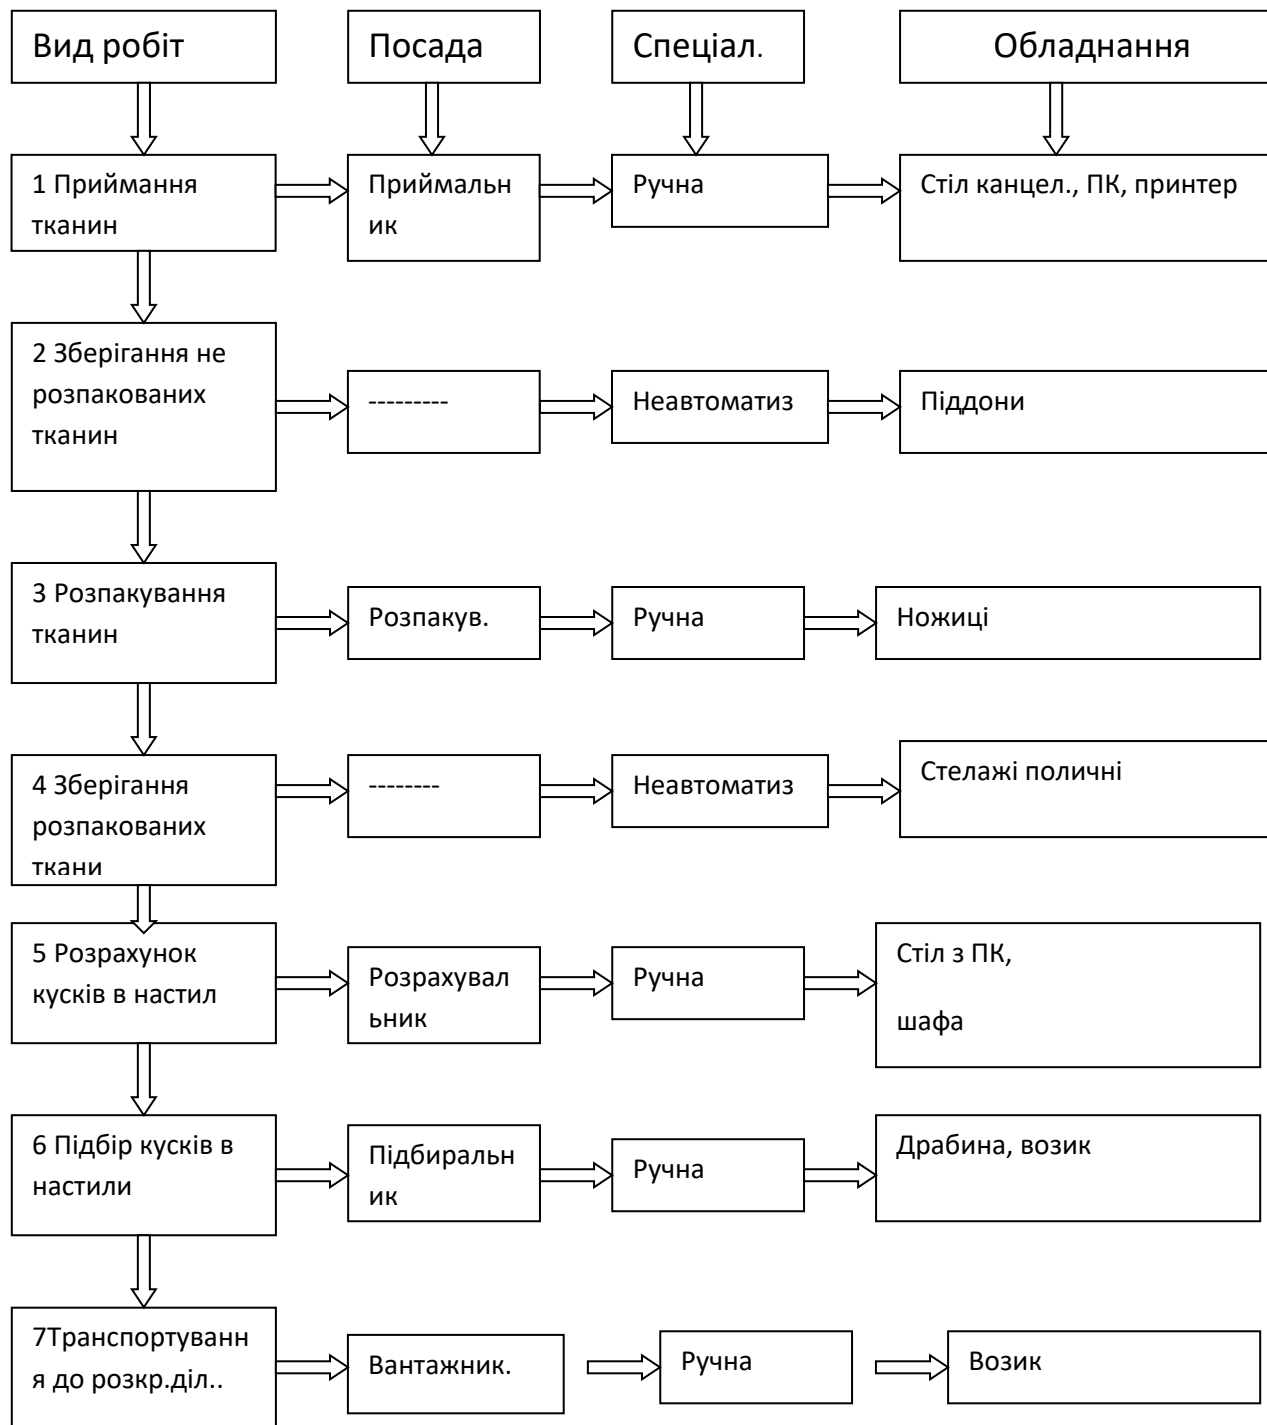 Вид робіт
Посада
Спеціал.
Обладнання
1 Приймання
тканин
Приймальн
ик
Ручна
Стіл канцел., ПК, принтер
2 Зберігання не
розпакованих
тканин
---------
Неавтоматиз
Піддони
3 Розпакування
тканин
Розпакув.
Ручна
Ножиці
4 Зберігання
розпакованих
ткани
--------
Неавтоматиз
Стелажі поличні
5 Розрахунок
кусків в настил
Розрахувал
ьник
Ручна
Стіл з ПК,
шафа
6 Підбір кусків в
настили
Підбиральн
ик
Ручна
Драбина, возик
7Транспортуванн
я до розкр.діл..
Вантажник.
Ручна
Возик